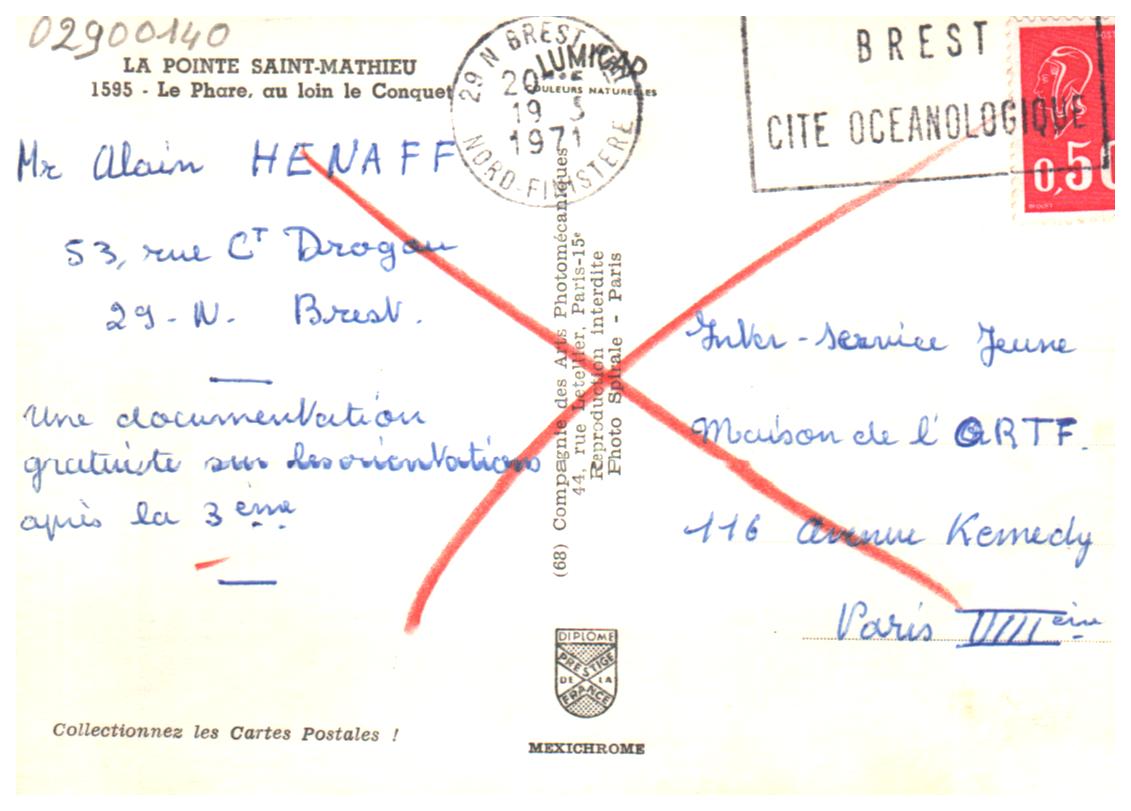 02900140
LA POINTE SAINT-MATHIEU
1595 - Le Phare, au loin le Conquet
LUMICAP
COULEURS NATURELLES
29 N BREST
20H
19 - 5
1971
NORD-FINISTERE
BREST
CITE OCEANOLOGIQUE
0,50
Mr Alain HENAFF
53, rue Ct Drogou
29 - N. Brest.
Une documentation
gratuiste sur les orientations
après la 3ème
(68) Compagnie des Arts Photomécaniques
44, rue Letellier, Paris-15e
Reproduction interdite
Photo Spirale - Paris
Inter-service Jeune
Maison de l' ORTF.
116 avenue Kennedy
Paris VIIIème
DIPLOME
PRESTIGE
DE LA
FRANCE
Collectionnez les Cartes Postales !
MEXICHROME